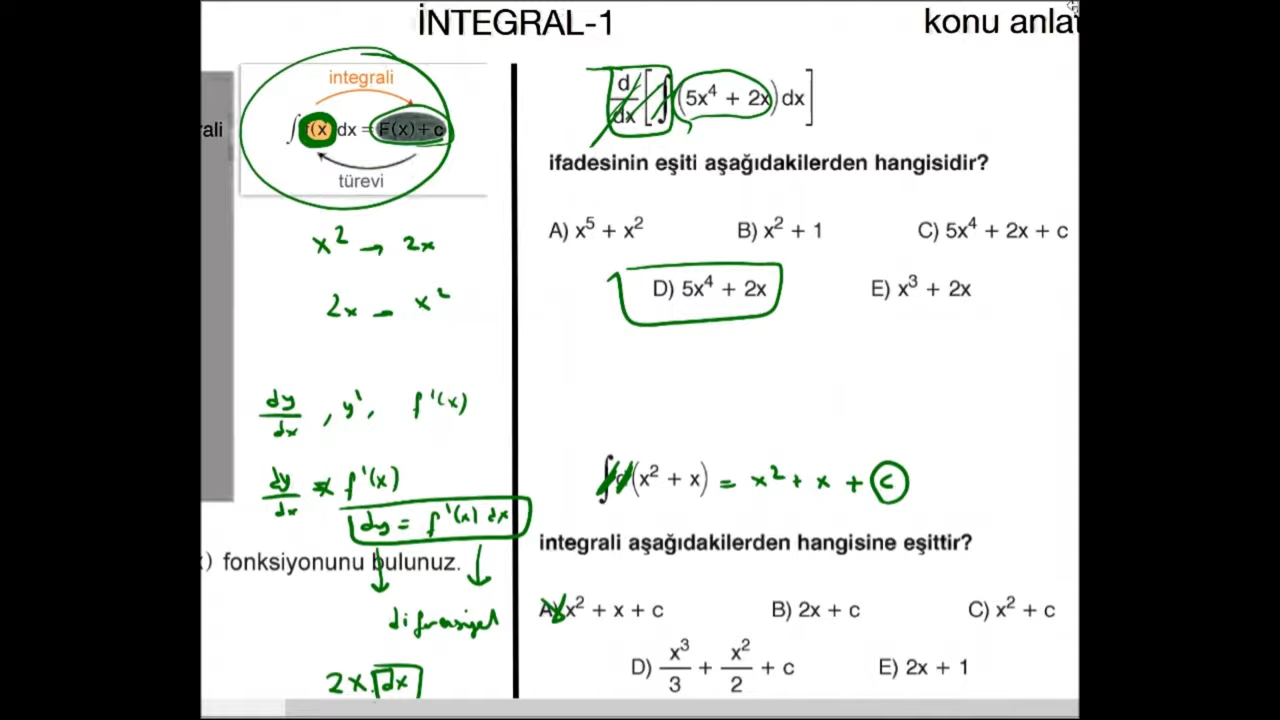 İNTEGRAL-1
konu anlat
integrali
∫ f(x) dx = F(x) + c
türevi
rali
x² → 2x
2x → x²
dy/dx , y', f'(x)
dy/dx = f'(x)
dy = f'(x) dx
) fonksiyonunu bulunuz.
diferansiyel
2x.dx
d/dx [∫ (5x⁴ + 2x) dx]
ifadesinin eşiti aşağıdakilerden hangisidir?
A) x⁵ + x²  B) x² + 1  C) 5x⁴ + 2x + c
D) 5x⁴ + 2x  E) x³ + 2x
∫ d(x² + x) = x² + x + c
integrali aşağıdakilerden hangisine eşittir?
A) x² + x + c  B) 2x + c  C) x² + c
D) x³/3 + x²/2 + c  E) 2x + 1